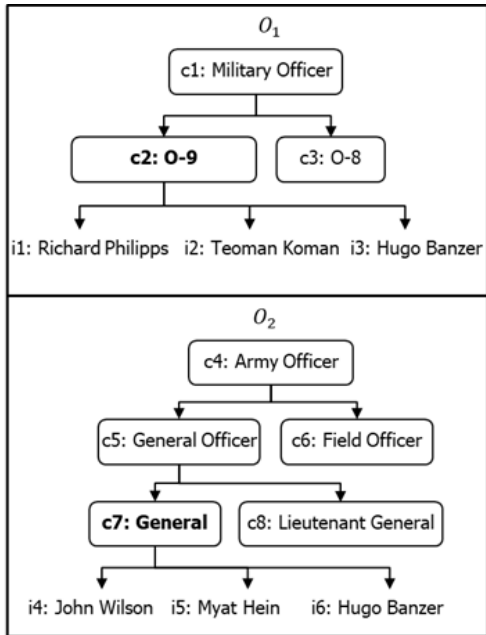 O1
c1: Military Officer
c2: O-9
c3: O-8
i1: Richard Philipps
i2: Teoman Koman
i3: Hugo Banzer
O2
c4: Army Officer
c5: General Officer
c6: Field Officer
c7: General
c8: Lieutenant General
i4: John Wilson
i5: Myat Hein
i6: Hugo Banzer